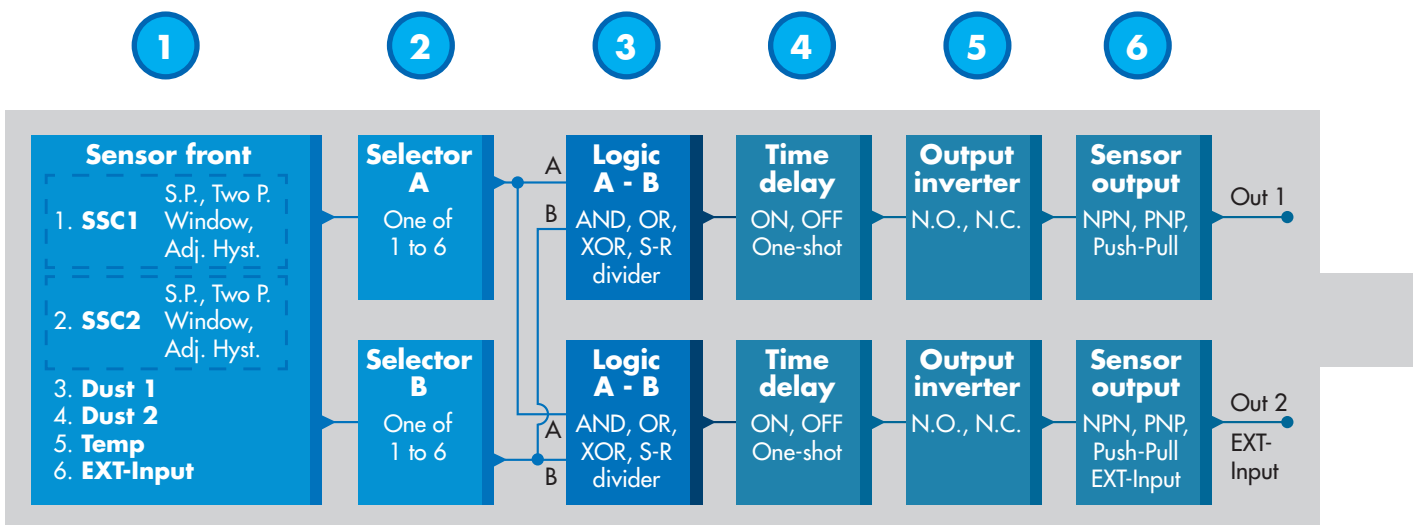 1
2
3
4
5
6
Sensor front
1. SSC1
S.P., Two P.
Window,
Adj. Hyst.
2. SSC2
S.P., Two P.
Window,
Adj. Hyst.
3. Dust 1
4. Dust 2
5. Temp
6. EXT-Input
Selector
A
One of
1 to 6
Selector
B
One of
1 to 6
A
B
Logic
A - B
AND, OR,
XOR, S-R
divider
A
B
Logic
A - B
AND, OR,
XOR, S-R
divider
Time
delay
ON, OFF
One-shot
Time
delay
ON, OFF
One-shot
Output
inverter
N.O., N.C.
Output
inverter
N.O., N.C.
Sensor
output
NPN, PNP,
Push-Pull
Out 1
Sensor
output
NPN, PNP,
Push-Pull
EXT-Input
Out 2
EXT-
Input